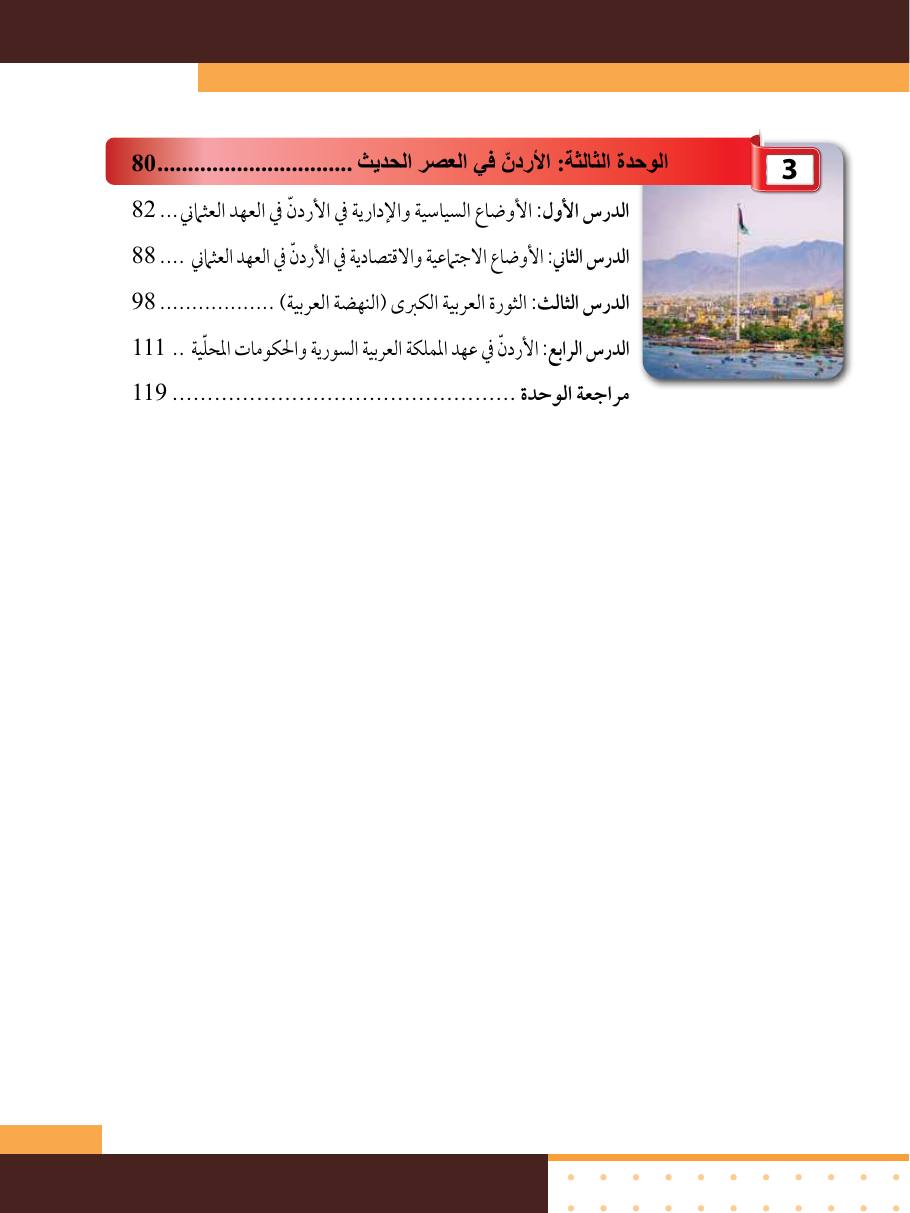 3
الوحدة الثالثة: الأردنّ في العصر الحديث ................................80
الدرس الأول: الأوضاع السياسية والإدارية في الأردنّ في العهد العثماني... 82
الدرس الثاني: الأوضاع الاجتماعية والاقتصادية في الأردنّ في العهد العثماني .... 88
الدرس الثالث: الثورة العربية الكبرى (النهضة العربية) .................. 98
الدرس الرابع: الأردنّ في عهد المملكة العربية السورية والحكومات المحلّية .. 111
مراجعة الوحدة ................................................. 119